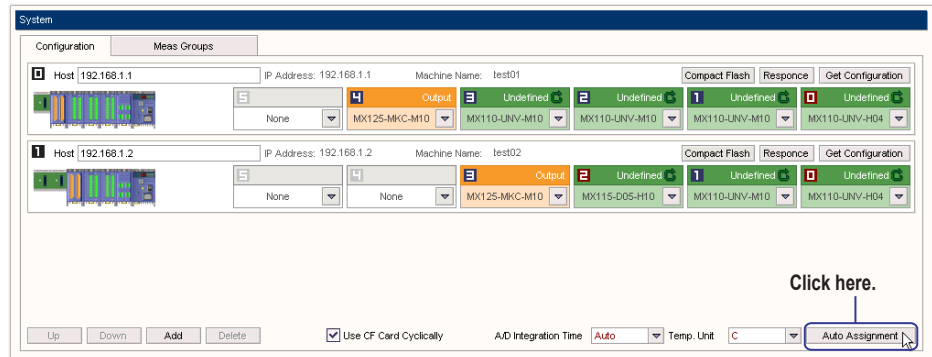 System
Configuration Meas Groups
0 Host 192.168.1.1 IP Address: 192.168.1.1 Machine Name: test01 Compact Flash Responce Get Configuration
5 4 Output 3 Undefined 2 Undefined 1 Undefined 0 Undefined
None MX125-MKC-M10 MX110-UNV-M10 MX110-UNV-M10 MX110-UNV-M10 MX110-UNV-H04
1 Host 192.168.1.2 IP Address: 192.168.1.2 Machine Name: test02 Compact Flash Responce Get Configuration
5 4 3 Output 2 Undefined 1 Undefined 0 Undefined
None None MX125-MKC-M10 MX115-D05-H10 MX110-UNV-M10 MX110-UNV-H04
Click here.
Up Down Add Delete Use CF Card Cyclically A/D Integration Time Auto Temp. Unit C Auto Assignment